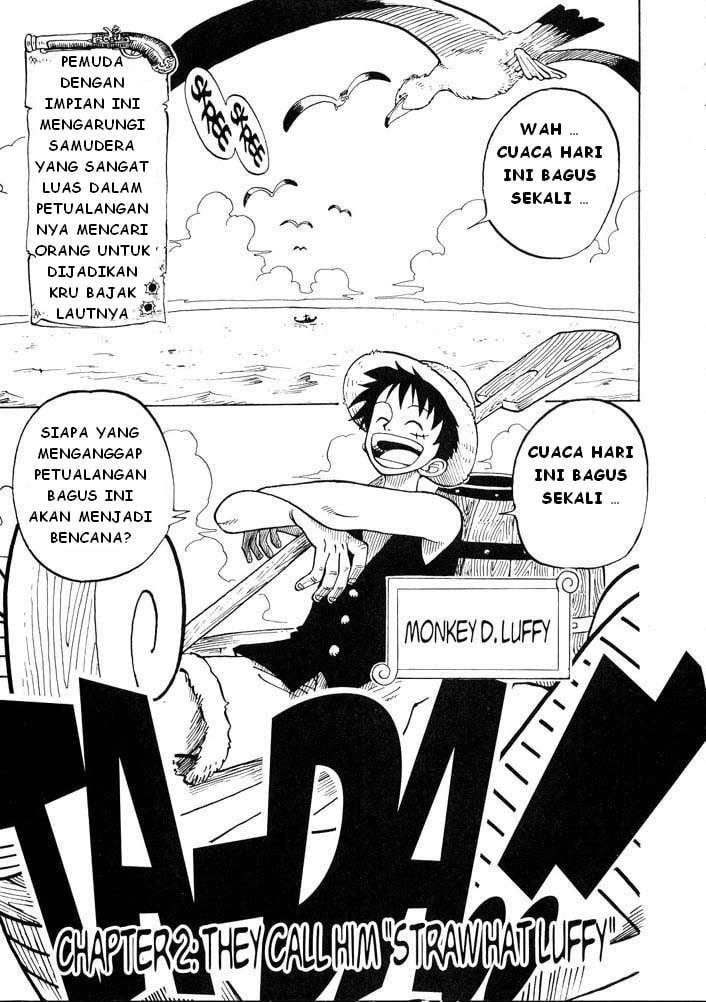 PEMUDA
DENGAN
IMPIAN INI
MENGARUNGI
SAMUDERA
YANG SANGAT
LUAS DALAM
PETUALANGAN
NYA MENCARI
ORANG UNTUK
DIJADIKAN
KRU BAJAK
LAUTNYA
SKREE
SKREE
WAH ...
CUACA HARI
INI BAGUS
SEKALI ...
SIAPA YANG
MENGANGGAP
PETUALANGAN
BAGUS INI
AKAN MENJADI
BENCANA?
CUACA HARI
INI BAGUS
SEKALI ...
MONKEY D. LUFFY
TA-DA
CHAPTER 2: THEY CALL HIM "STRAW HAT LUFFY"